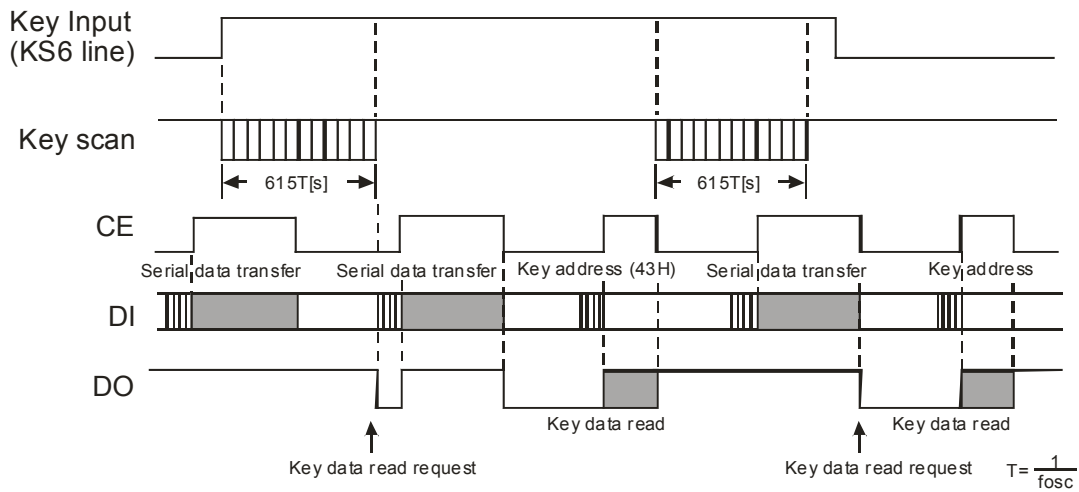 Key Input
(KS6 line)
Key scan
615T[s]
615T[s]
CE
Serial data transfer
Serial data transfer
Key address (43H)
Serial data transfer
Key address
DI
DO
Key data read
Key data read
Key data read request
Key data read request
T= 1
fosc